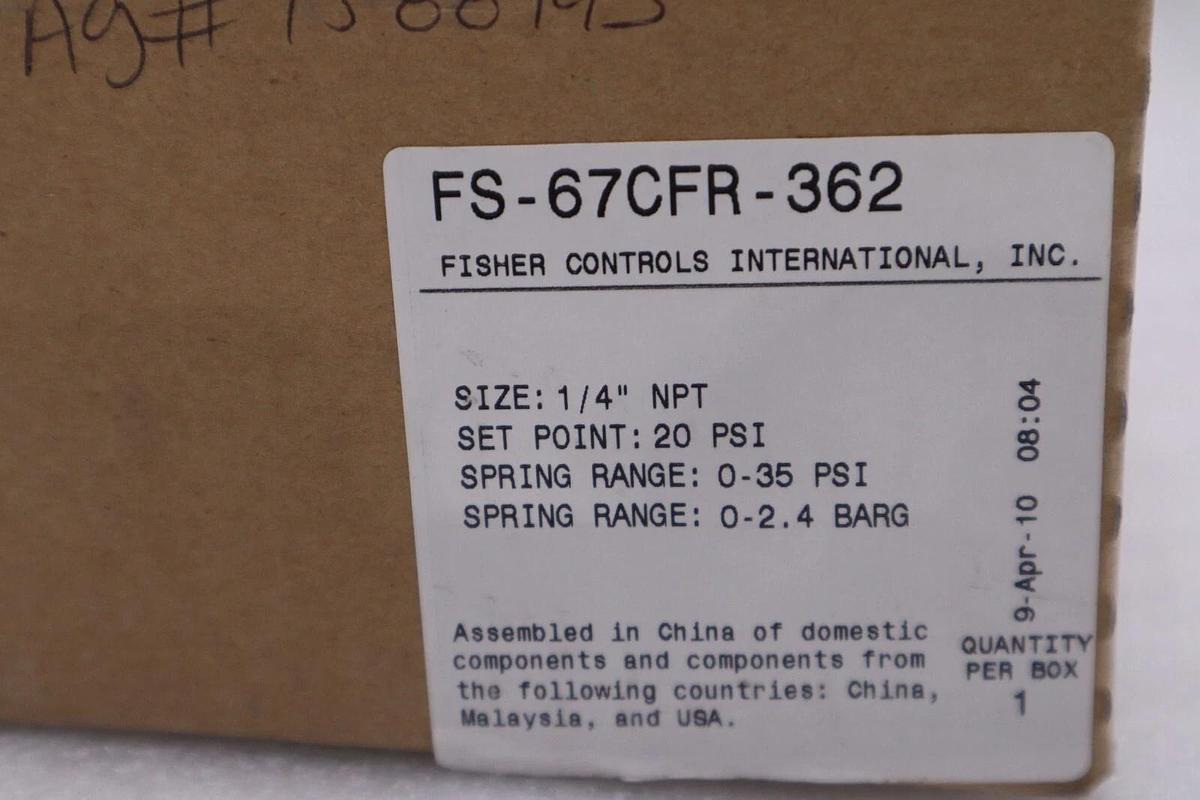 Ag#
FS-67CFR-362
FISHER CONTROLS INTERNATIONAL, INC.
SIZE: 1/4" NPT
SET POINT: 20 PSI
SPRING RANGE: 0-35 PSI
SPRING RANGE: 0-2.4 BARG
9-Apr-10 08:04
Assembled in China of domestic
components and components from
the following countries: China,
Malaysia, and USA.
QUANTITY
PER BOX
1